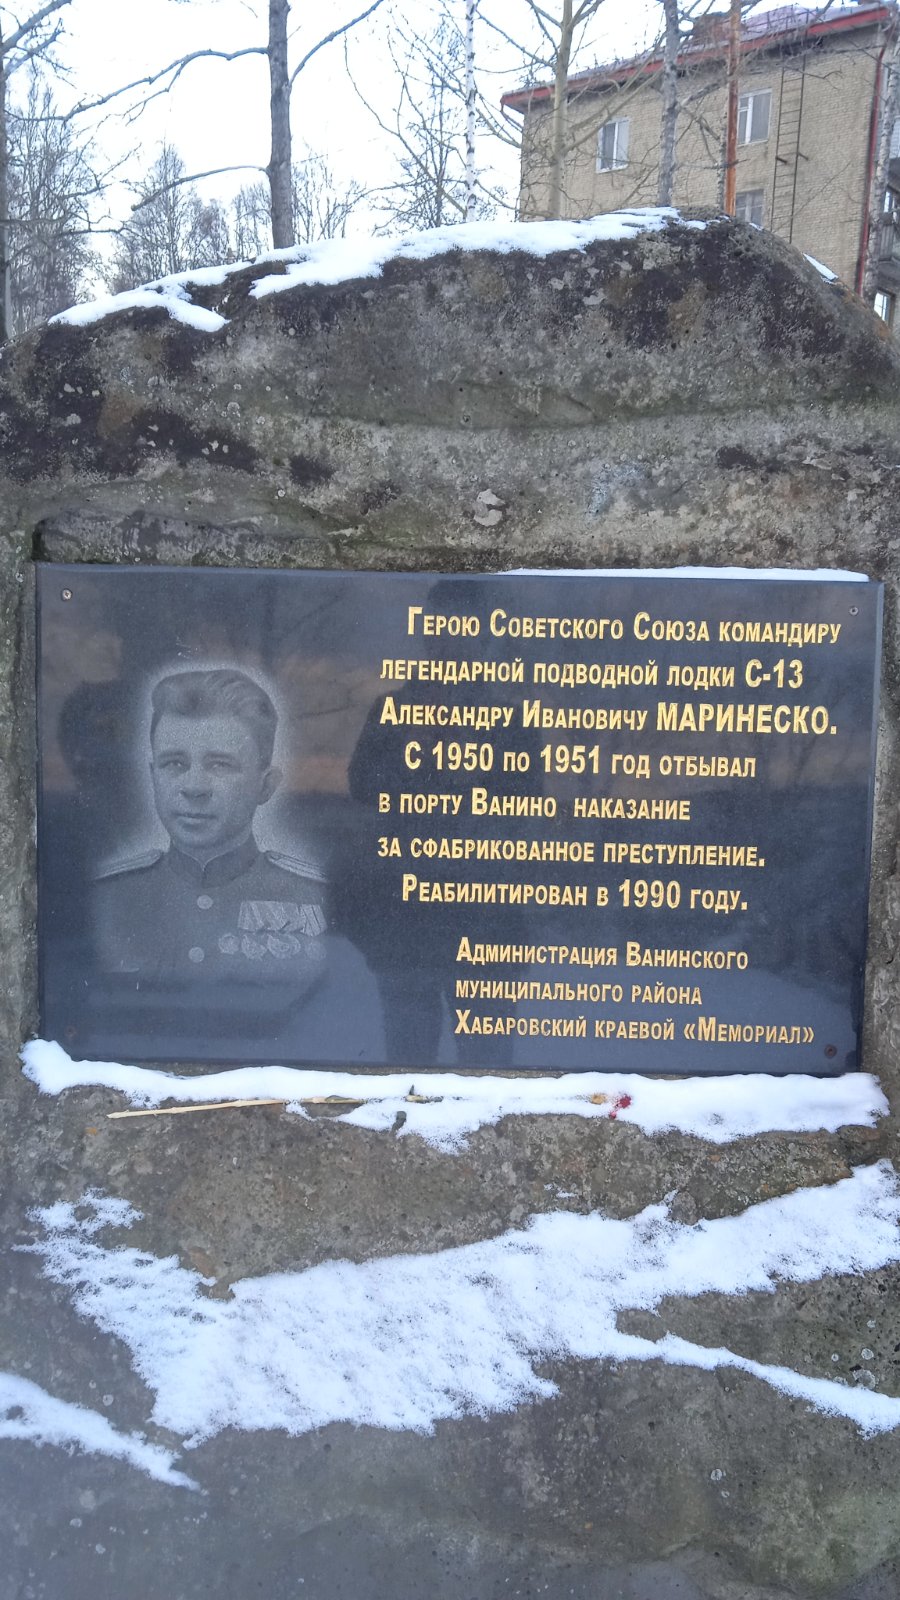 Герою Советского Союза командиру
легендарной подводной лодки С-13
Александру Ивановичу МАРИНЕСКО.
С 1950 по 1951 год отбывал
в порту Ванино наказание
за сфабрикованное преступление.
Реабилитирован в 1990 году.
Администрация Ванинского
муниципального района
Хабаровский краевой «Мемориал»